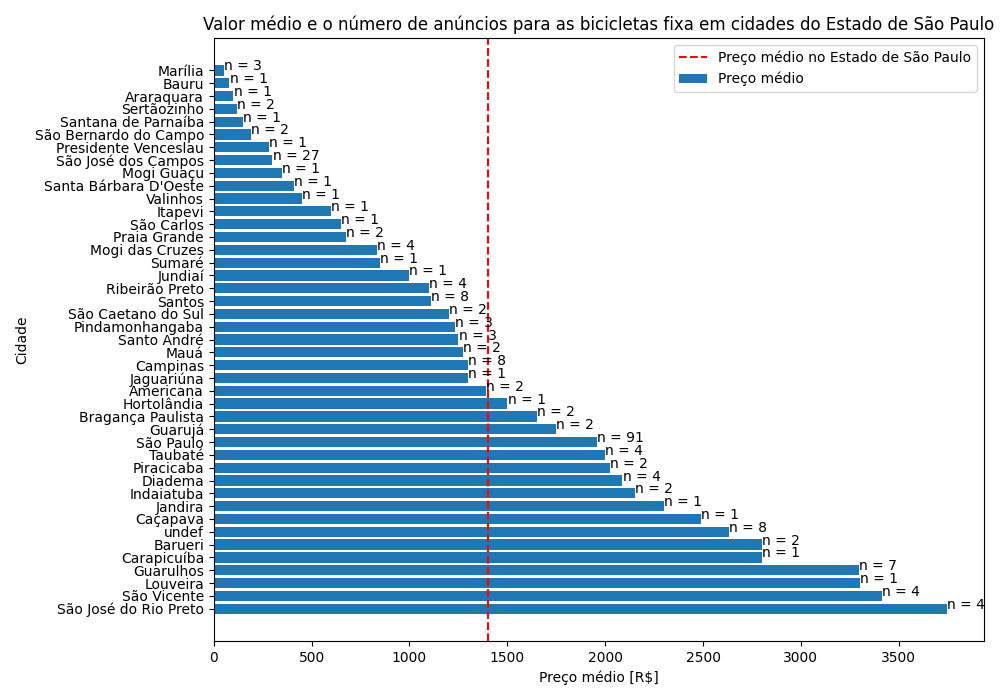 Valor médio e o número de anúncios para as bicicletas fixa em cidades do Estado de São Paulo
Preço médio no Estado de São Paulo
Preço médio
Cidade
Marília n = 3
Bauru n = 1
Araraquara n = 1
Sertãozinho n = 2
Santana de Parnaíba n = 1
São Bernardo do Campo n = 2
Presidente Venceslau n = 1
São José dos Campos n = 27
Mogi Guaçu n = 1
Santa Bárbara D'Oeste n = 1
Valinhos n = 1
Itapevi n = 1
São Carlos n = 1
Praia Grande n = 2
Mogi das Cruzes n = 4
Sumaré n = 1
Jundiaí n = 1
Ribeirão Preto n = 4
Santos n = 8
São Caetano do Sul n = 2
Pindamonhangaba n = 3
Santo André n = 3
Mauá n = 2
Campinas n = 8
Jaguariúna n = 1
Americana n = 2
Hortolândia n = 1
Bragança Paulista n = 2
Guarujá n = 2
São Paulo n = 91
Taubaté n = 4
Piracicaba n = 2
Diadema n = 4
Indaiatuba n = 2
Jandira n = 1
Caçapava n = 1
undef n = 8
Barueri n = 2
Carapicuíba n = 1
Guarulhos n = 7
Louveira n = 1
São Vicente n = 4
São José do Rio Preto n = 4
0 500 1000 1500 2000 2500 3000 3500
Preço médio [R$]